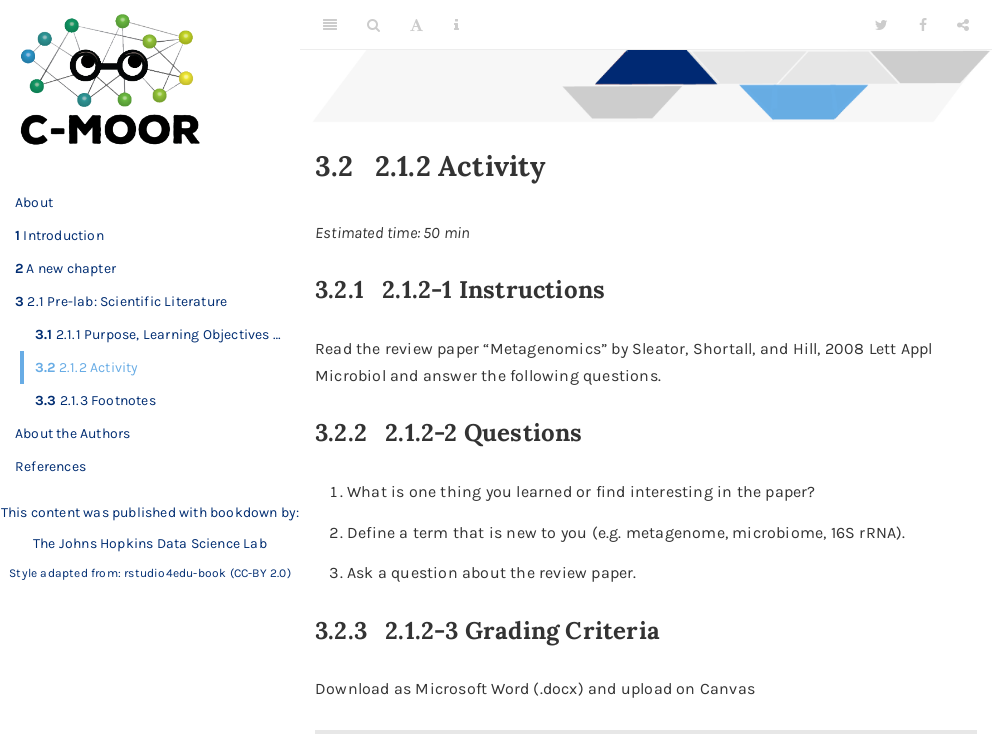 C-MOOR
About
1 Introduction
2 A new chapter
3 2.1 Pre-lab: Scientific Literature
3.1 2.1.1 Purpose, Learning Objectives ...
3.2 2.1.2 Activity
3.3 2.1.3 Footnotes
About the Authors
References
This content was published with bookdown by:
The Johns Hopkins Data Science Lab
Style adapted from: rstudio4edu-book (CC-BY 2.0)
3.2 2.1.2 Activity
Estimated time: 50 min
3.2.1 2.1.2-1 Instructions
Read the review paper “Metagenomics” by Sleator, Shortall, and Hill, 2008 Lett Appl
Microbiol and answer the following questions.
3.2.2 2.1.2-2 Questions
1. What is one thing you learned or find interesting in the paper?
2. Define a term that is new to you (e.g. metagenome, microbiome, 16S rRNA).
3. Ask a question about the review paper.
3.2.3 2.1.2-3 Grading Criteria
Download as Microsoft Word (.docx) and upload on Canvas